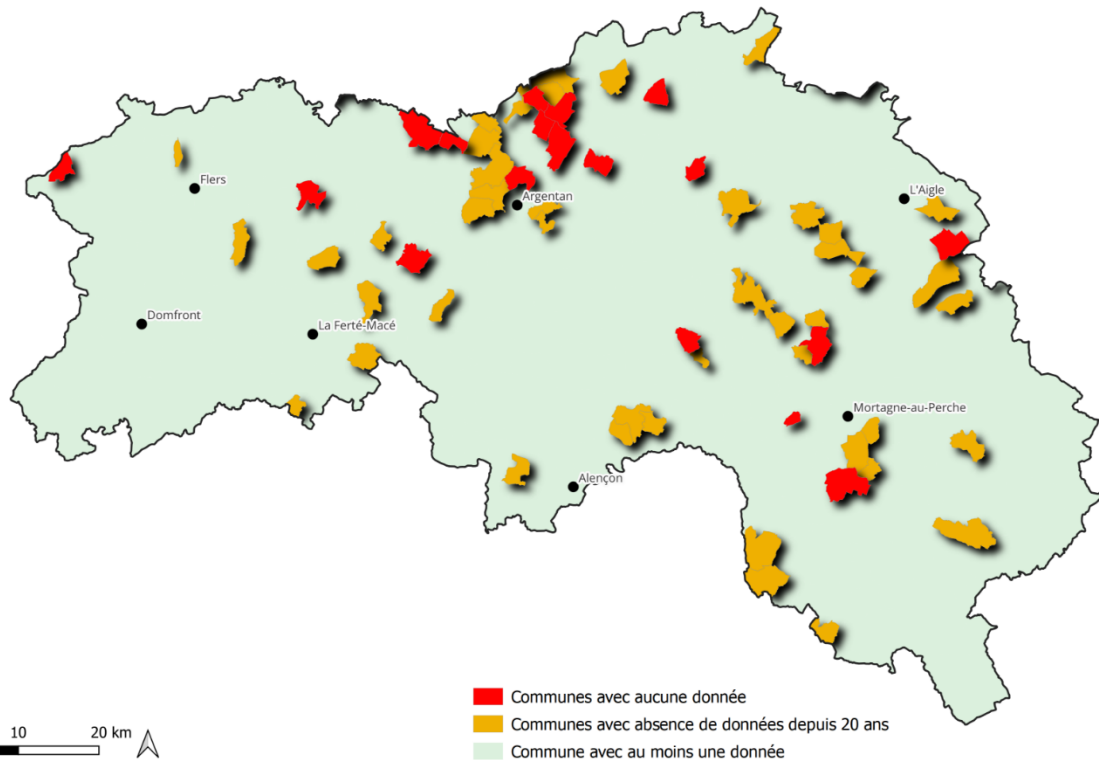 Flers
L'Aigle
Argentan
Domfront
La Ferté-Macé
Mortagne-au-Perche
Alençon
Communes avec aucune donnée
Communes avec absence de données depuis 20 ans
Commune avec au moins une donnée
10 20 km